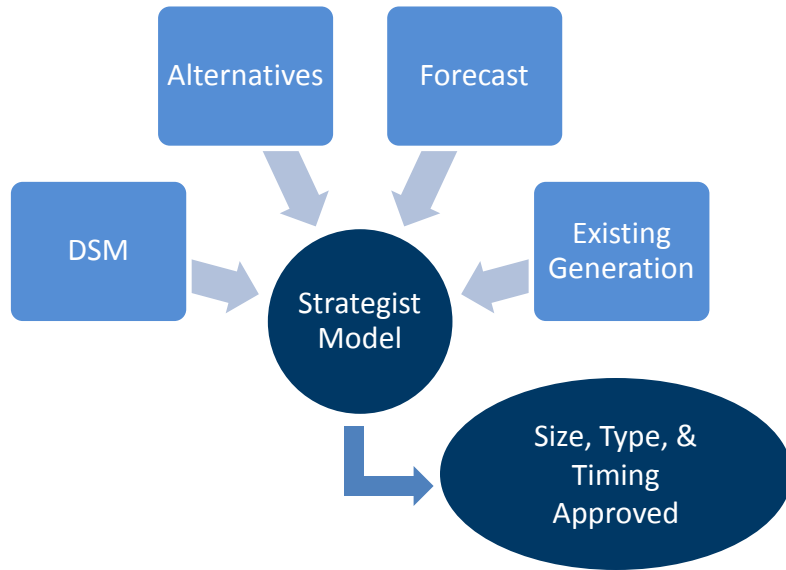 Alternatives
Forecast
DSM
Existing
Generation
Strategist
Model
Size, Type, &
Timing
Approved